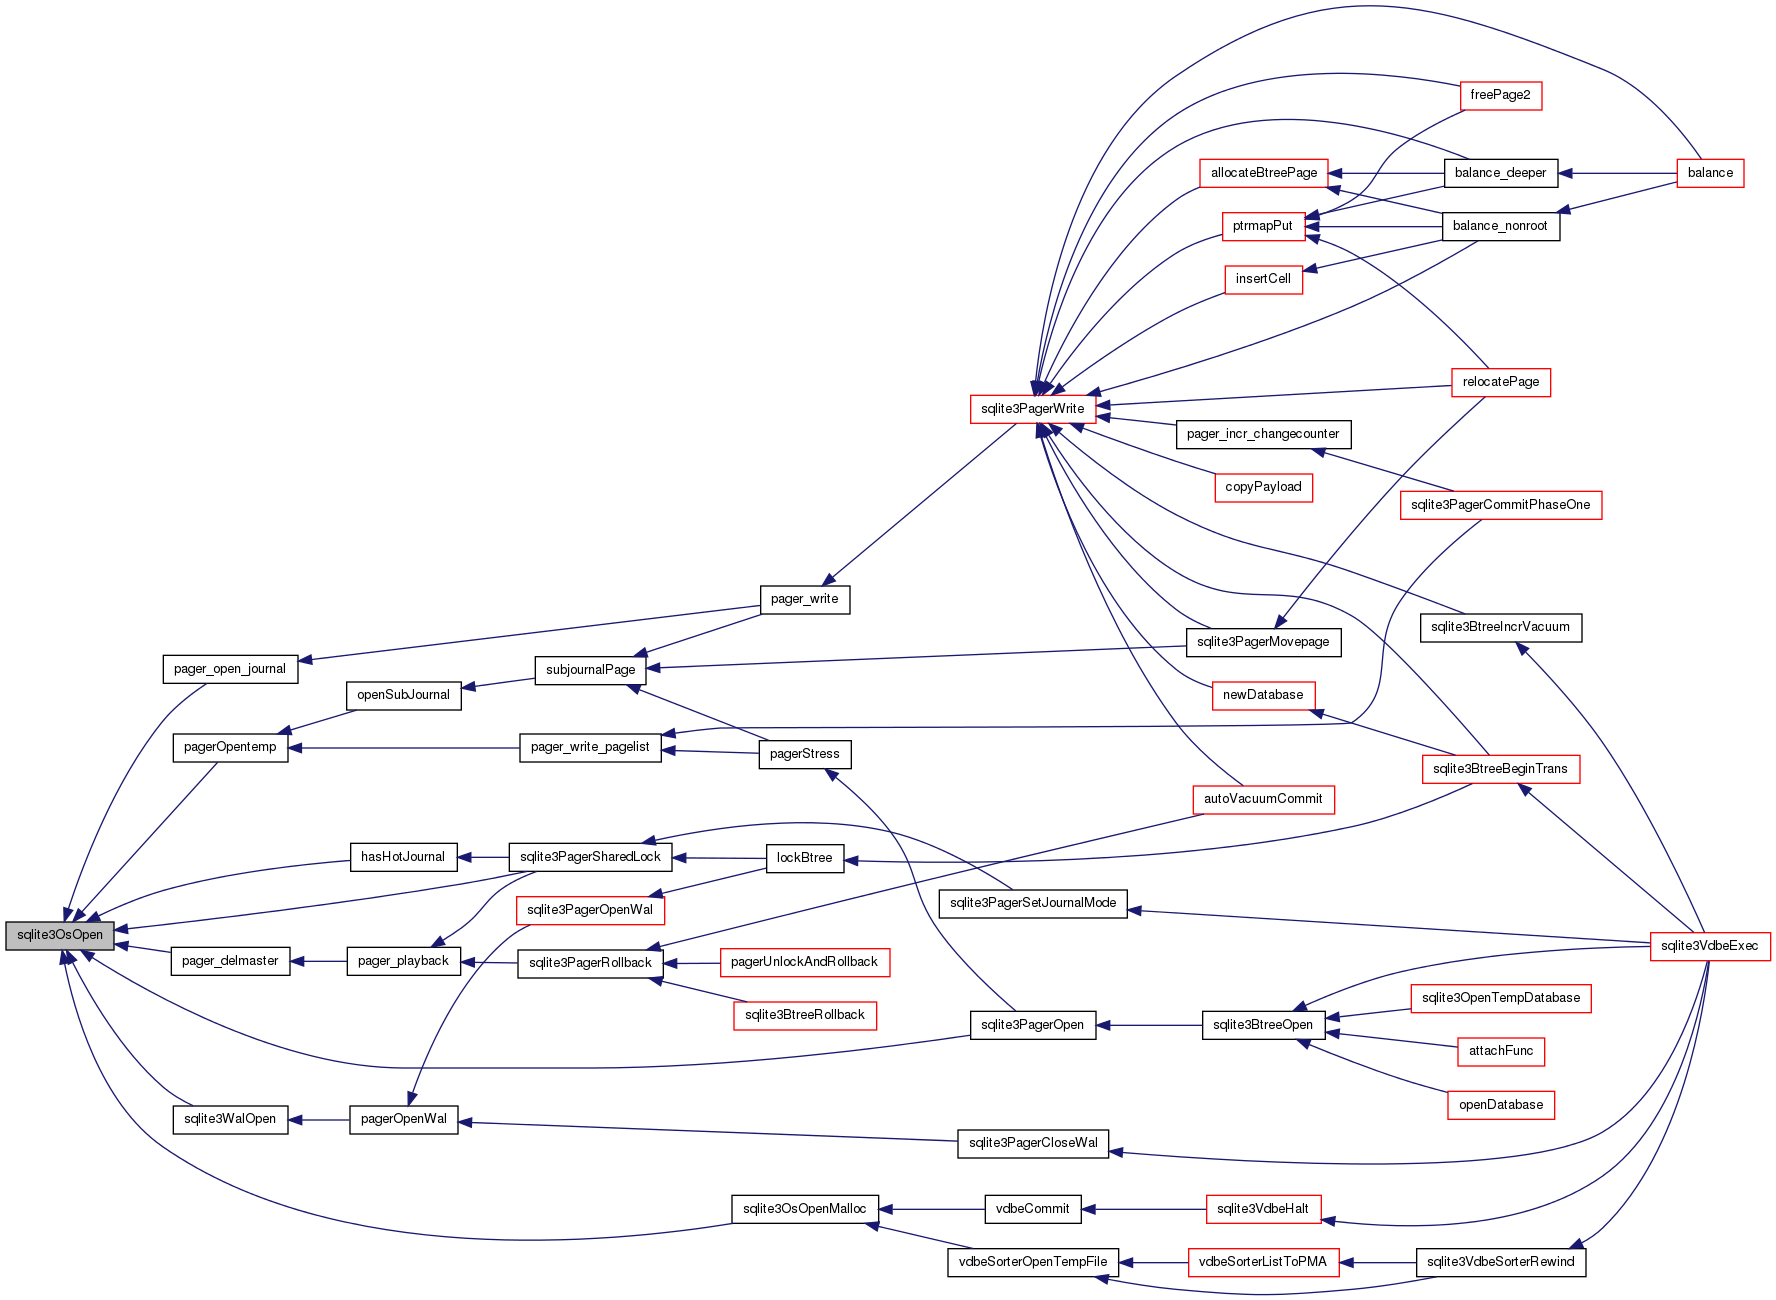 freePage2
allocateBtreePage
balance_deeper
balance
ptrmapPut
balance_nonroot
insertCell
relocatePage
sqlite3PagerWrite
pager_incr_changecounter
copyPayload
sqlite3PagerCommitPhaseOne
pager_write
sqlite3BtreeIncrVacuum
sqlite3PagerMovepage
pager_open_journal
subjournalPage
openSubJournal
newDatabase
pagerOpentemp
pager_write_pagelist
pagerStress
sqlite3BtreeBeginTrans
autoVacuumCommit
hasHotJournal
sqlite3PagerSharedLock
lockBtree
sqlite3PagerSetJournalMode
sqlite3PagerOpenWal
sqlite3OsOpen
sqlite3VdbeExec
pager_delmaster
pager_playback
sqlite3PagerRollback
pagerUnlockAndRollback
sqlite3OpenTempDatabase
sqlite3BtreeRollback
sqlite3PagerOpen
sqlite3BtreeOpen
attachFunc
openDatabase
sqlite3WalOpen
pagerOpenWal
sqlite3PagerCloseWal
sqlite3OsOpenMalloc
vdbeCommit
sqlite3VdbeHalt
vdbeSorterOpenTempFile
vdbeSorterListToPMA
sqlite3VdbeSorterRewind